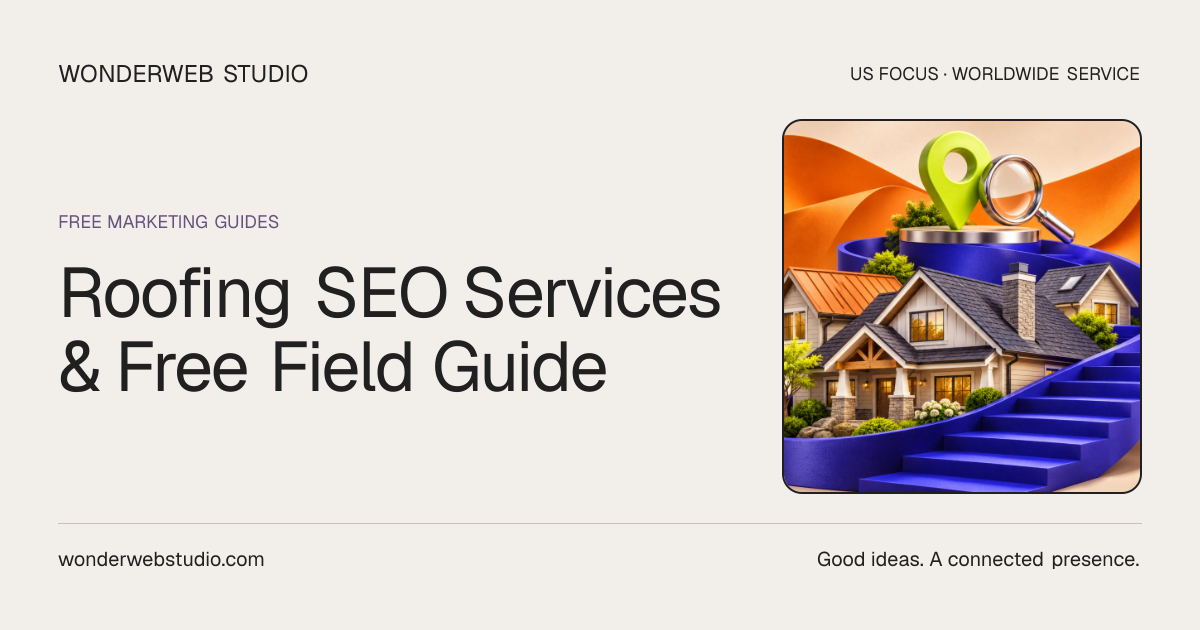 WONDERWEB STUDIO
US FOCUS · WORLDWIDE SERVICE
FREE MARKETING GUIDES
Roofing SEO Services
& Free Field Guide
wonderwebstudio.com
Good ideas. A connected presence.